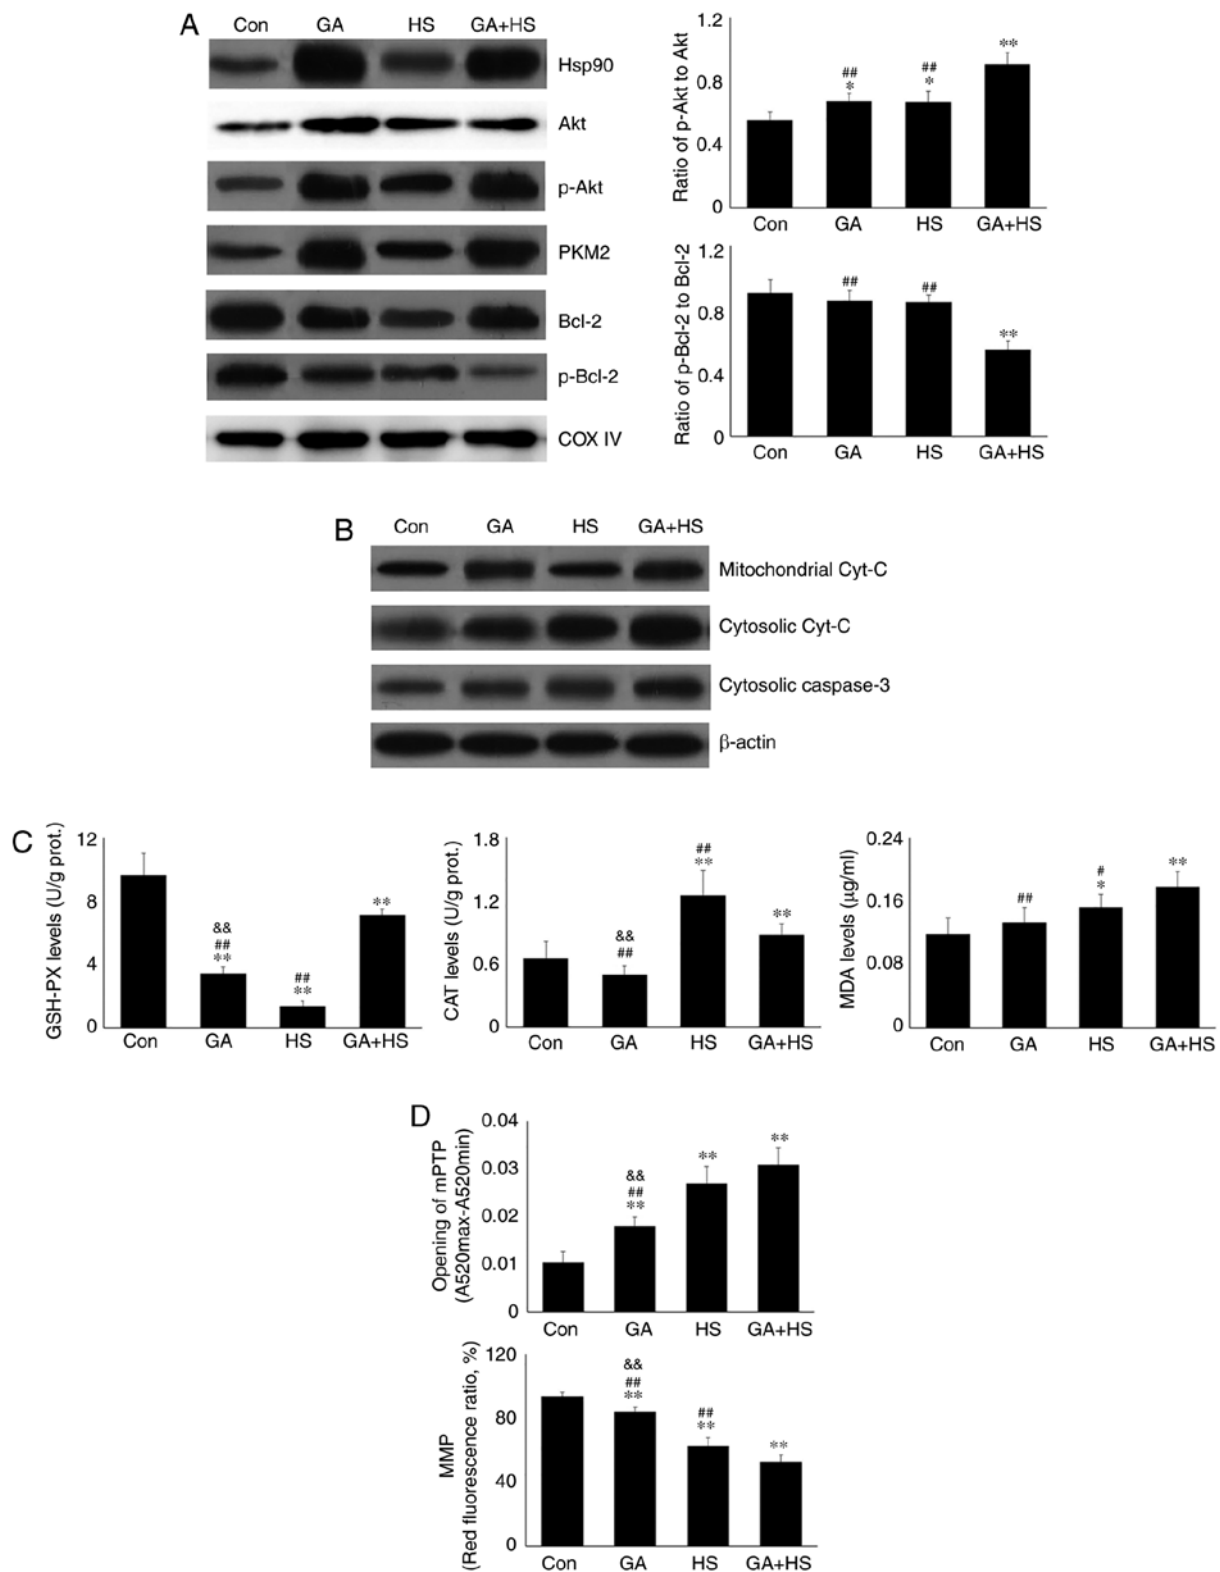 A
Con GA HS GA+HS
Hsp90
Akt
p-Akt
PKM2
Bcl-2
p-Bcl-2
COX IV
Ratio of p-Akt to Akt
1.2
0.8
0.4
0
## *
## *
**
Con GA HS GA+HS
Ratio of p-Bcl-2 to Bcl-2
1.2
0.8
0.4
0
##
##
**
Con GA HS GA+HS
B
Con GA HS GA+HS
Mitochondrial Cyt-C
Cytosolic Cyt-C
Cytosolic caspase-3
β-actin
C
GSH-PX levels (U/g prot.)
12
8
4
0
&&
##
**
##
**
**
Con GA HS GA+HS
CAT levels (U/g prot.)
1.8
1.2
0.6
0
&&
##
##
**
**
Con GA HS GA+HS
MDA levels (µg/ml)
0.24
0.16
0.08
0
##
#
*
**
Con GA HS GA+HS
D
Opening of mPTP
(A520max-A520min)
0.04
0.03
0.02
0.01
0
&&
##
**
**
**
Con GA HS GA+HS
MMP
(Red fluorescence ratio, %)
120
80
40
0
&&
##
**
##
**
**
Con GA HS GA+HS